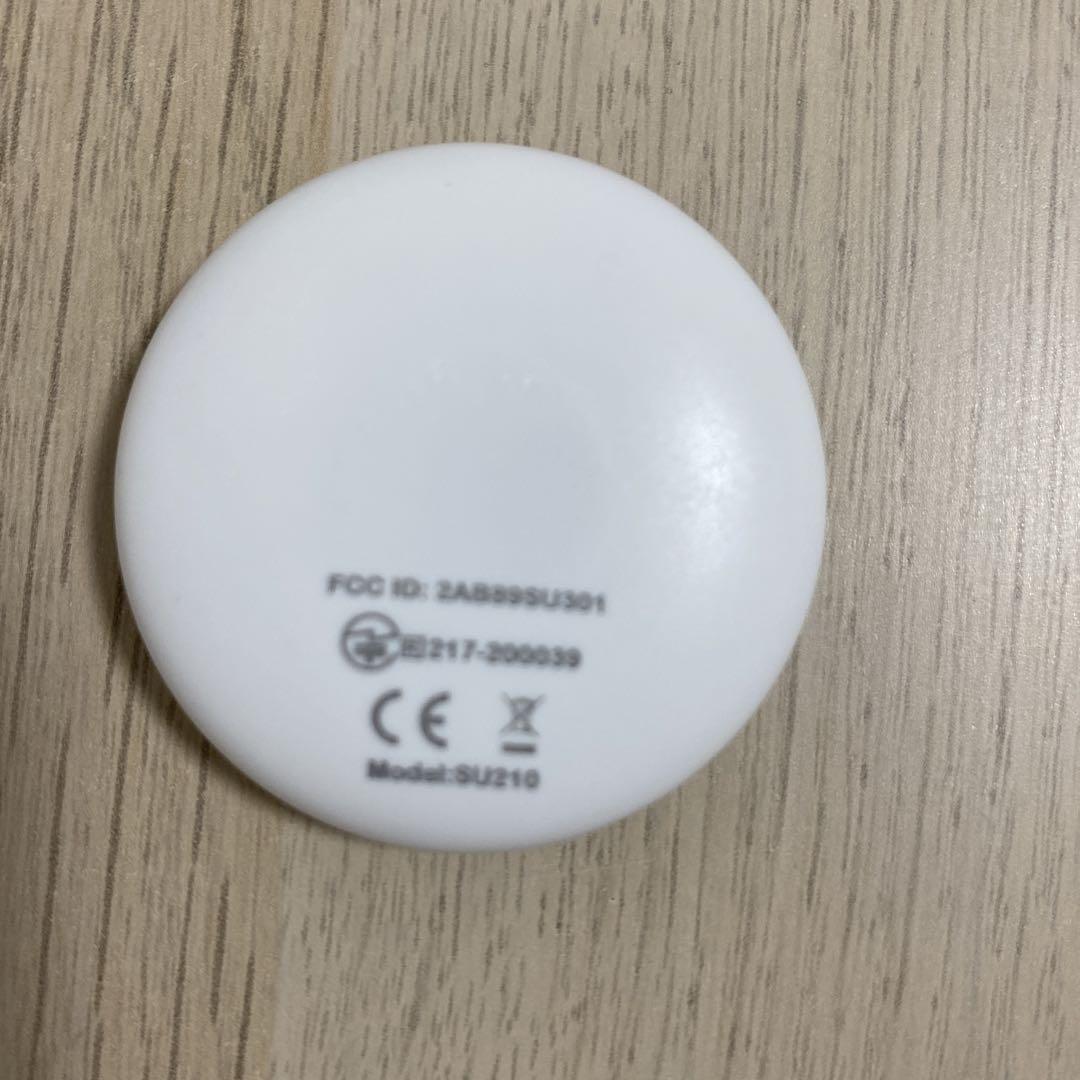 FCC ID: 2AB89SU301
R 217-200039
CE
Model:SU210